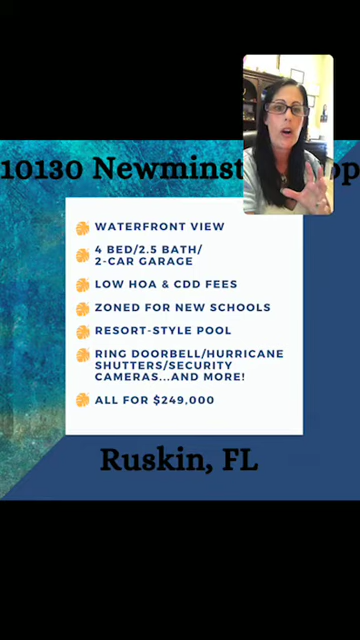 10130 Newminst
WATERFRONT VIEW
4 BED/2.5 BATH/
2-CAR GARAGE
LOW HOA & CDD FEES
ZONED FOR NEW SCHOOLS
RESORT-STYLE POOL
RING DOORBELL/HURRICANE
SHUTTERS/SECURITY
CAMERAS...AND MORE!
ALL FOR $249,000
Ruskin, FL